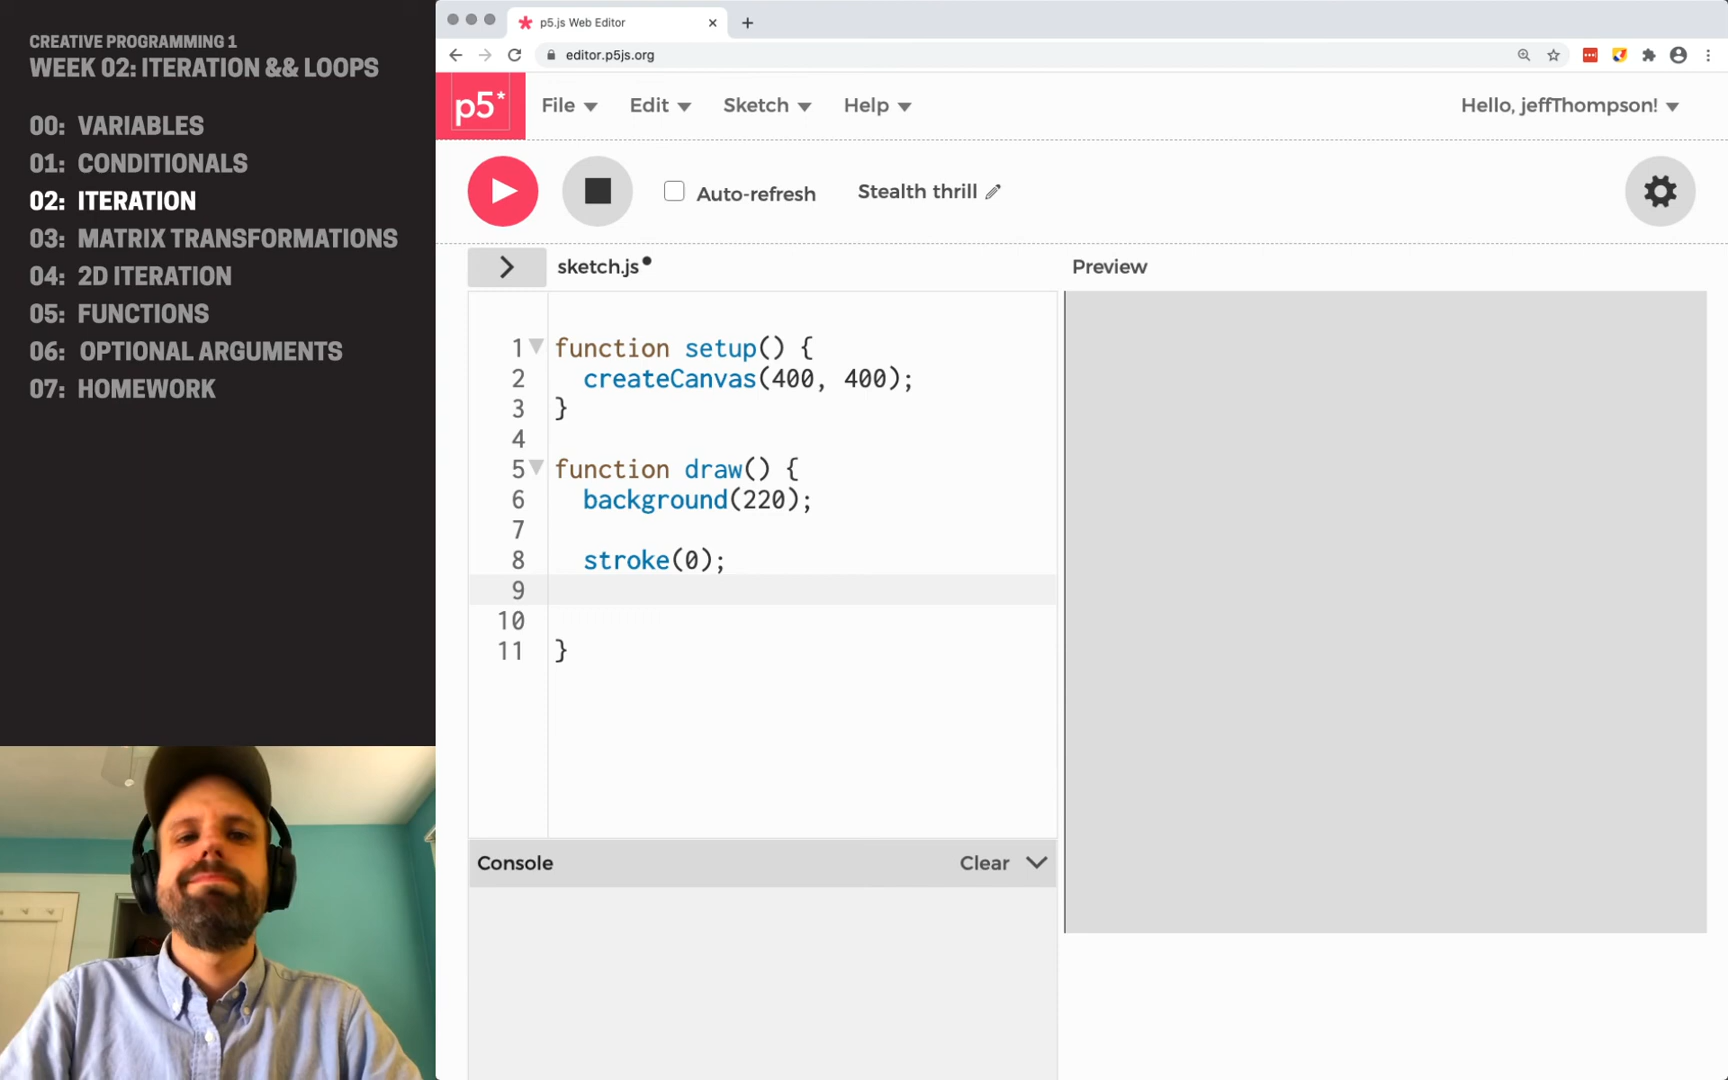 CREATIVE PROGRAMMING 1
WEEK 02: ITERATION && LOOPS
00: VARIABLES
01: CONDITIONALS
02: ITERATION
03: MATRIX TRANSFORMATIONS
04: 2D ITERATION
05: FUNCTIONS
06: OPTIONAL ARGUMENTS
07: HOMEWORK
p5.js Web Editor
editor.p5js.org
p5* File Edit Sketch Help Hello, jeffThompson!
Auto-refresh Stealth thrill
sketch.js
Preview
1 function setup() {
2 createCanvas(400, 400);
3 }
4
5 function draw() {
6 background(220);
7
8 stroke(0);
9
10
11 }
Console Clear